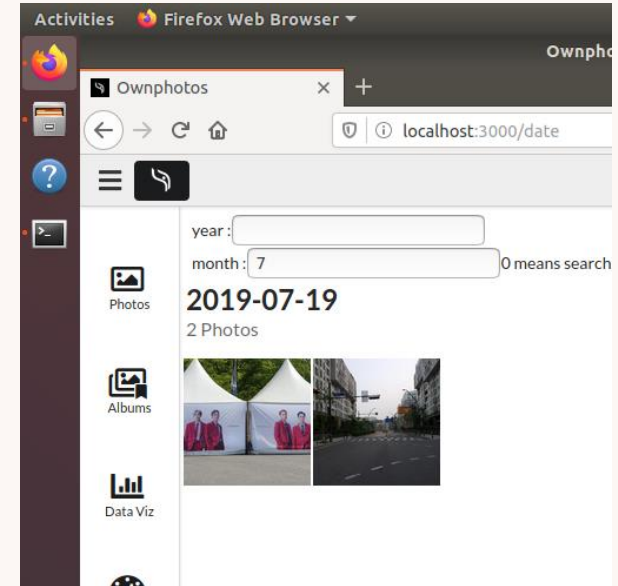 Activities Firefox Web Browser
Ownpho
Ownphotos
localhost:3000/date
year :
month : 7 0 means search
2019-07-19
2 Photos
Photos
Albums
Data Viz